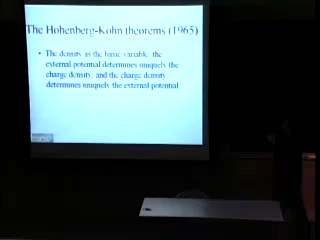 The Hohenberg-Kohn theorems (1965)
• The density as the basic variable: the
external potential determines uniquely the
charge density, and the charge density
determines uniquely the external potential